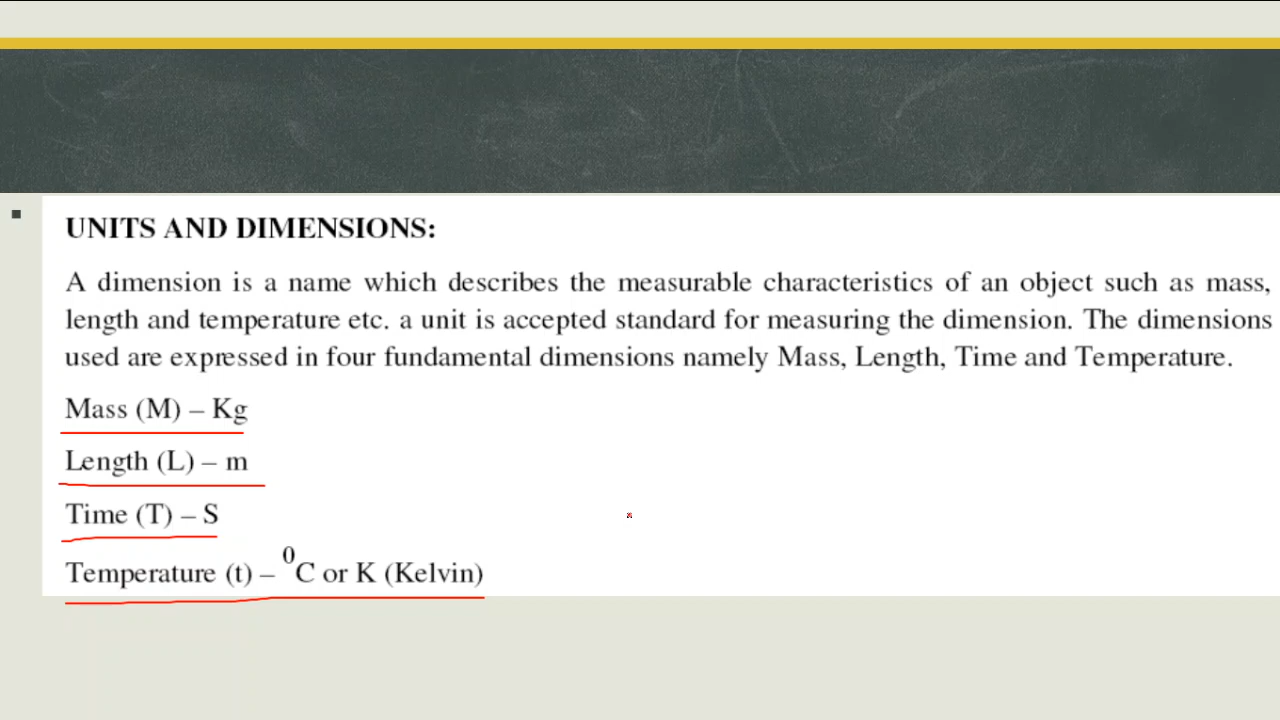 UNITS AND DIMENSIONS:
A dimension is a name which describes the measurable characteristics of an object such as mass,
length and temperature etc. a unit is accepted standard for measuring the dimension. The dimensions
used are expressed in four fundamental dimensions namely Mass, Length, Time and Temperature.
Mass (M) – Kg
Length (L) – m
Time (T) – S
Temperature (t) – ⁰C or K (Kelvin)